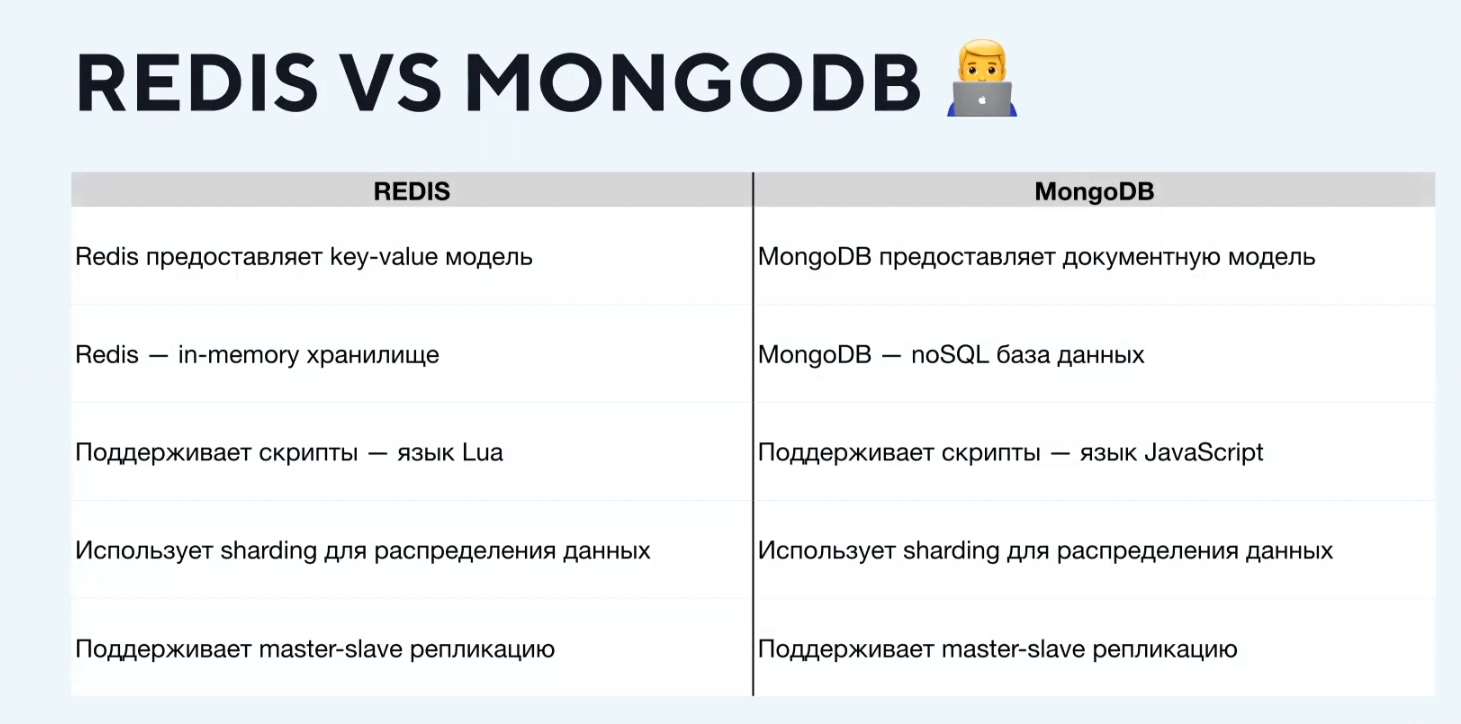 REDIS VS MONGODB 👨‍💻
REDIS
MongoDB
Redis предоставляет key-value модель
MongoDB предоставляет документную модель
Redis — in-memory хранилище
MongoDB — noSQL база данных
Поддерживает скрипты — язык Lua
Поддерживает скрипты — язык JavaScript
Использует sharding для распределения данных
Использует sharding для распределения данных
Поддерживает master-slave репликацию
Поддерживает master-slave репликацию